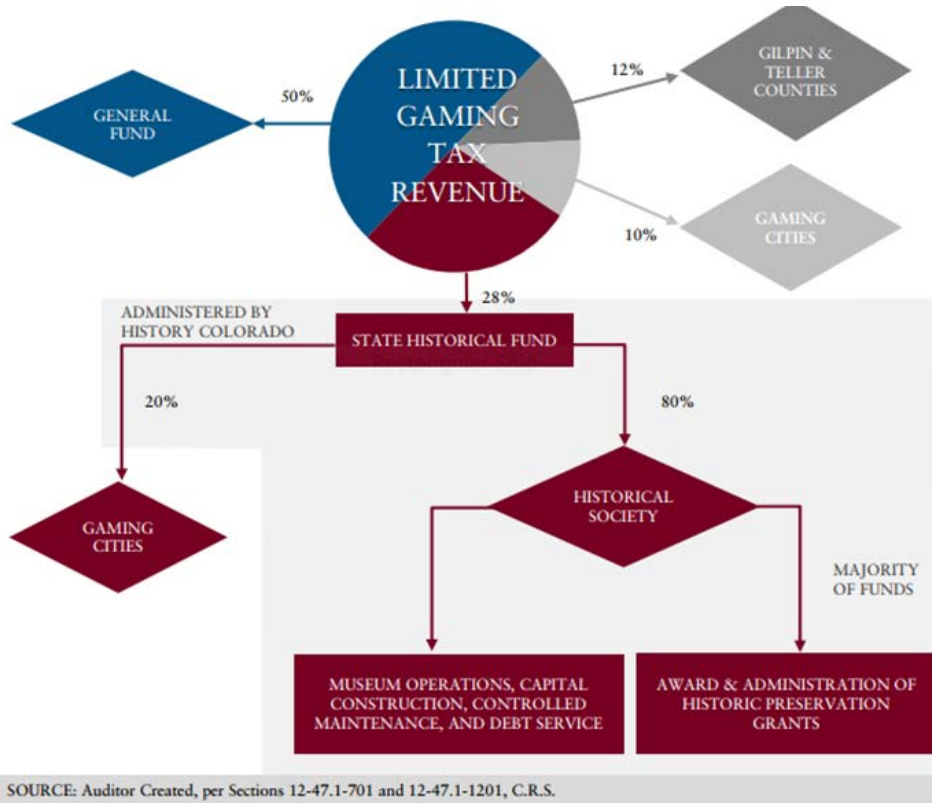 LIMITED
GAMING
TAX
REVENUE
50%
GENERAL
FUND
12%
GILPIN &
TELLER
COUNTIES
10%
GAMING
CITIES
28%
ADMINISTERED BY
HISTORY COLORADO
STATE HISTORICAL FUND
20%
80%
GAMING
CITIES
HISTORICAL
SOCIETY
MAJORITY
OF FUNDS
MUSEUM OPERATIONS, CAPITAL
CONSTRUCTION, CONTROLLED
MAINTENANCE, AND DEBT SERVICE
AWARD & ADMINISTRATION OF
HISTORIC PRESERVATION
GRANTS
SOURCE: Auditor Created, per Sections 12-47.1-701 and 12-47.1-1201, C.R.S.